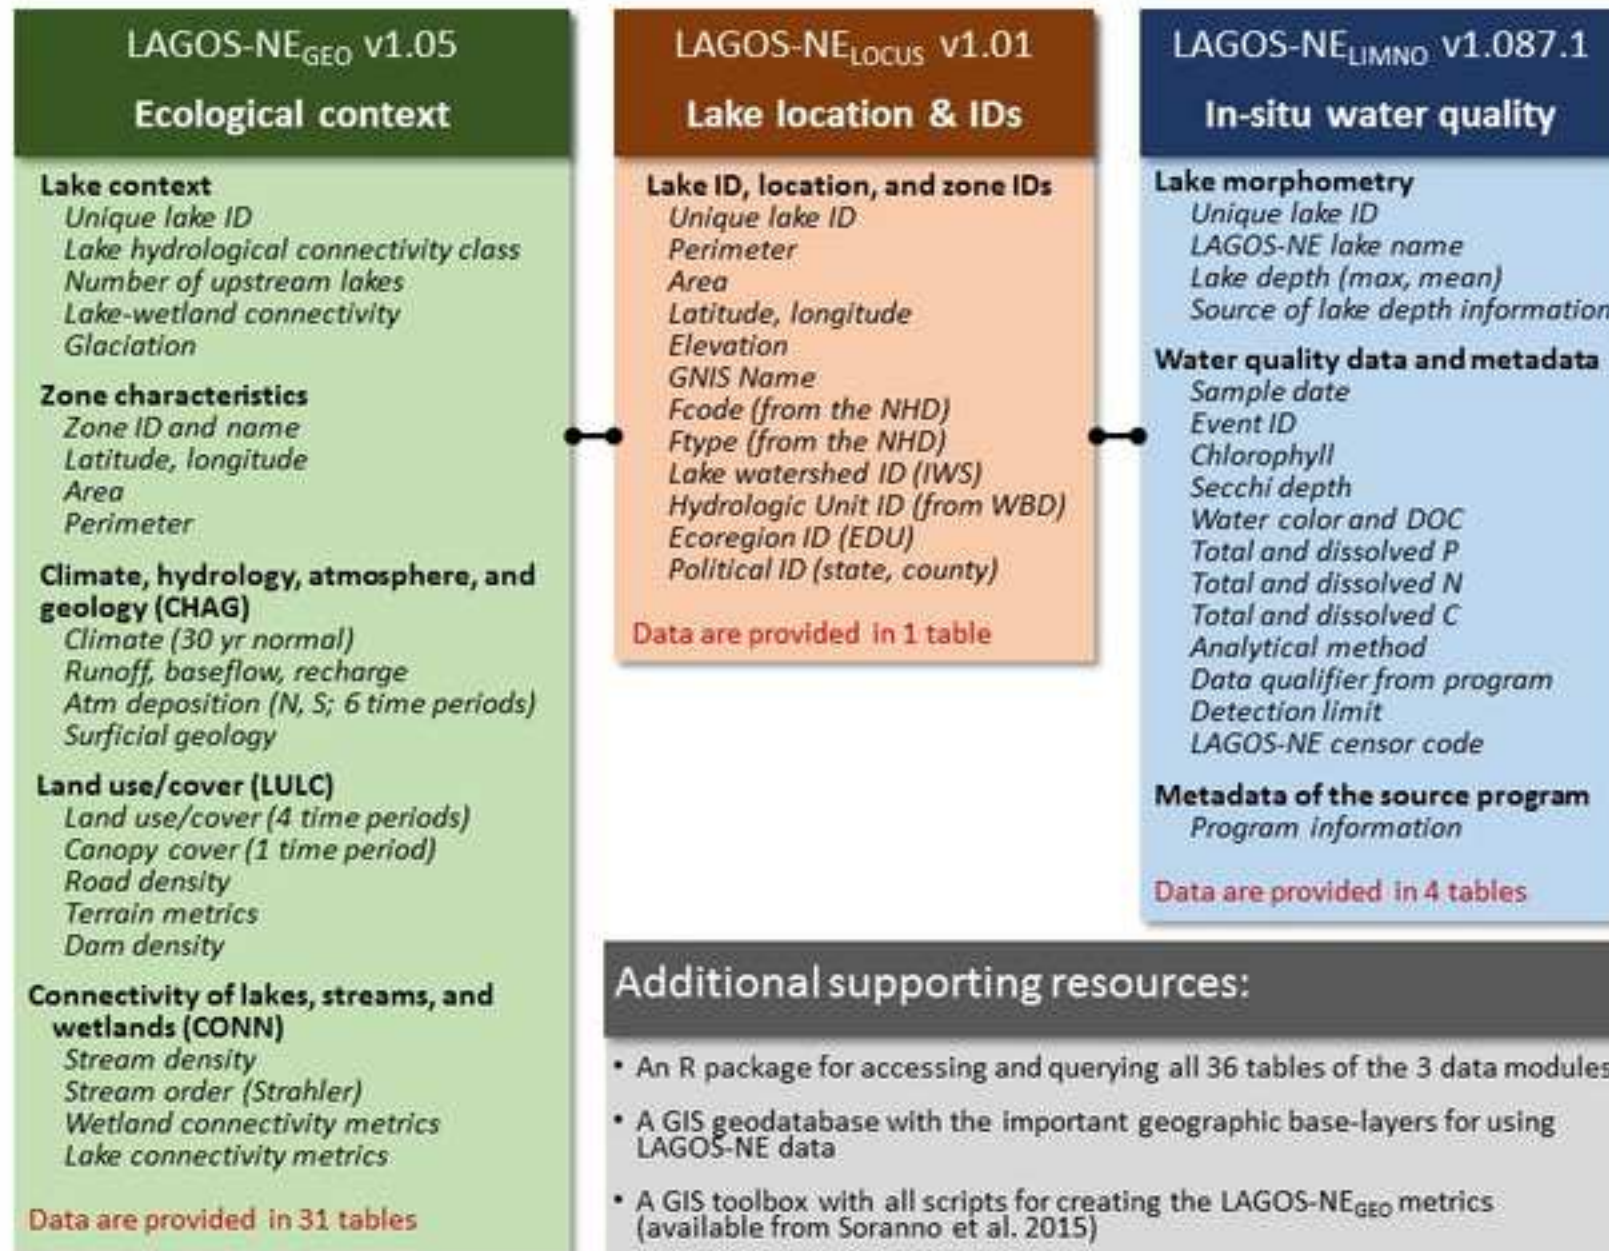 LAGOS-NEGEO v1.05
Ecological context
Lake context
Unique lake ID
Lake hydrological connectivity class
Number of upstream lakes
Lake-wetland connectivity
Glaciation
Zone characteristics
Zone ID and name
Latitude, longitude
Area
Perimeter
Climate, hydrology, atmosphere, and
geology (CHAG)
Climate (30 yr normal)
Runoff, baseflow, recharge
Atm deposition (N, S; 6 time periods)
Surficial geology
Land use/cover (LULC)
Land use/cover (4 time periods)
Canopy cover (1 time period)
Road density
Terrain metrics
Dam density
Connectivity of lakes, streams, and
wetlands (CONN)
Stream density
Stream order (Strahler)
Wetland connectivity metrics
Lake connectivity metrics
Data are provided in 31 tables
LAGOS-NELOCUS v1.01
Lake location & IDs
Lake ID, location, and zone IDs
Unique lake ID
Perimeter
Area
Latitude, longitude
Elevation
GNIS Name
Fcode (from the NHD)
Ftype (from the NHD)
Lake watershed ID (IWS)
Hydrologic Unit ID (from WBD)
Ecoregion ID (EDU)
Political ID (state, county)
Data are provided in 1 table
LAGOS-NELIMNO v1.087.1
In-situ water quality
Lake morphometry
Unique lake ID
LAGOS-NE lake name
Lake depth (max, mean)
Source of lake depth information
Water quality data and metadata
Sample date
Event ID
Chlorophyll
Secchi depth
Water color and DOC
Total and dissolved P
Total and dissolved N
Total and dissolved C
Analytical method
Data qualifier from program
Detection limit
LAGOS-NE censor code
Metadata of the source program
Program information
Data are provided in 4 tables
Additional supporting resources:
• An R package for accessing and querying all 36 tables of the 3 data modules
• A GIS geodatabase with the important geographic base-layers for using
LAGOS-NE data
• A GIS toolbox with all scripts for creating the LAGOS-NEGEO metrics
(available from Soranno et al. 2015)